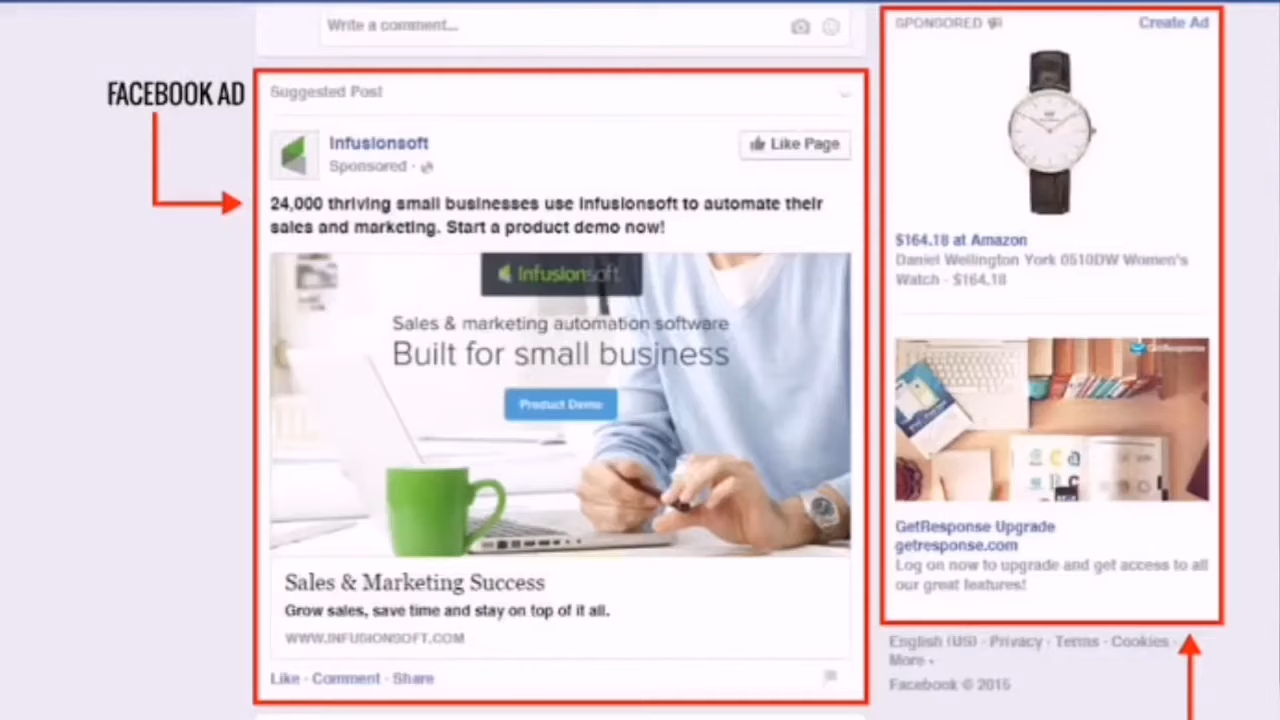 Write a comment...
FACEBOOK AD
Suggested Post
Infusionsoft
Sponsored ·
Like Page
24,000 thriving small businesses use Infusionsoft to automate their
sales and marketing. Start a product demo now!
Infusionsoft
Sales & marketing automation software
Built for small business
Product Demo
Sales & Marketing Success
Grow sales, save time and stay on top of it all.
WWW.INFUSIONSOFT.COM
Like · Comment · Share
SPONSORED
Create Ad
$164.18 at Amazon
Daniel Wellington York 0510DW Women's
Watch - $164.18
GetResponse
GetResponse Upgrade
getresponse.com
Log on now to upgrade and get access to all
our great features!
English (US) · Privacy · Terms · Cookies ·
More
Facebook © 2015